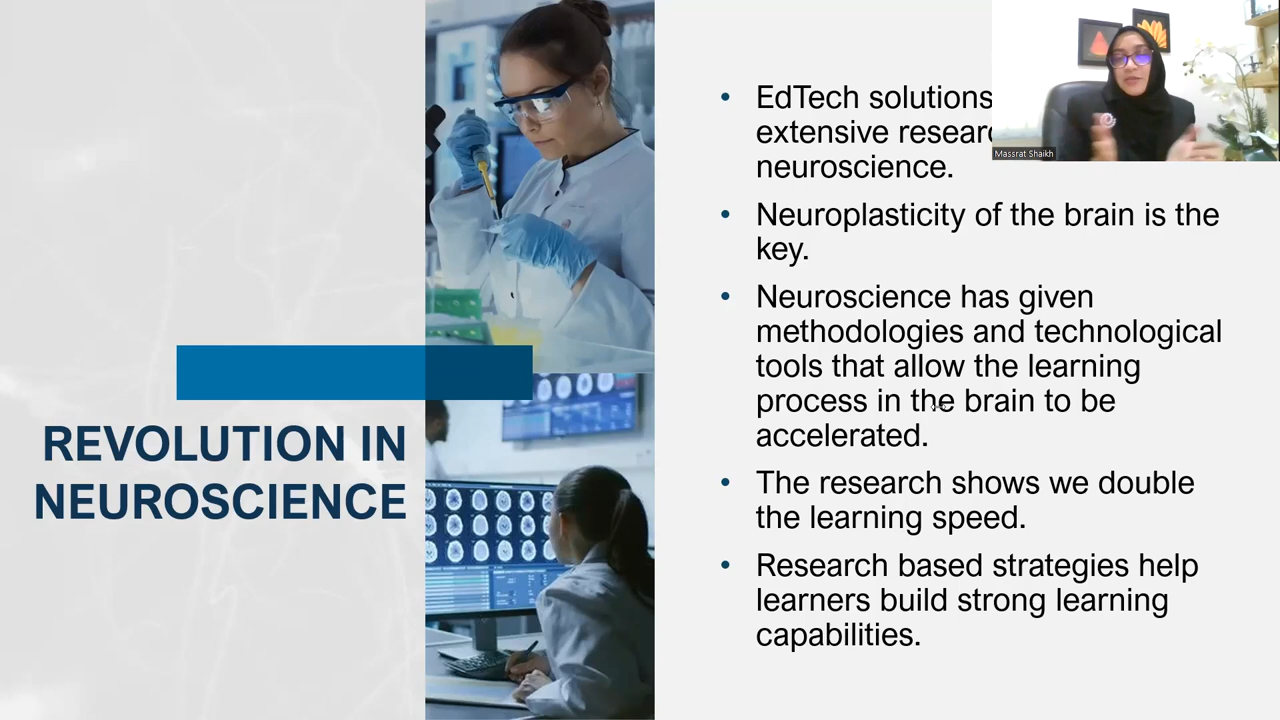 REVOLUTION IN
NEUROSCIENCE
EdTech solutions
extensive
neuroscience.
Neuroplasticity of the brain is the
key.
Neuroscience has given
methodologies and technological
tools that allow the learning
process in the brain to be
accelerated.
The research shows we double
the learning speed.
Research based strategies help
learners build strong learning
capabilities.
Massrat Shaikh